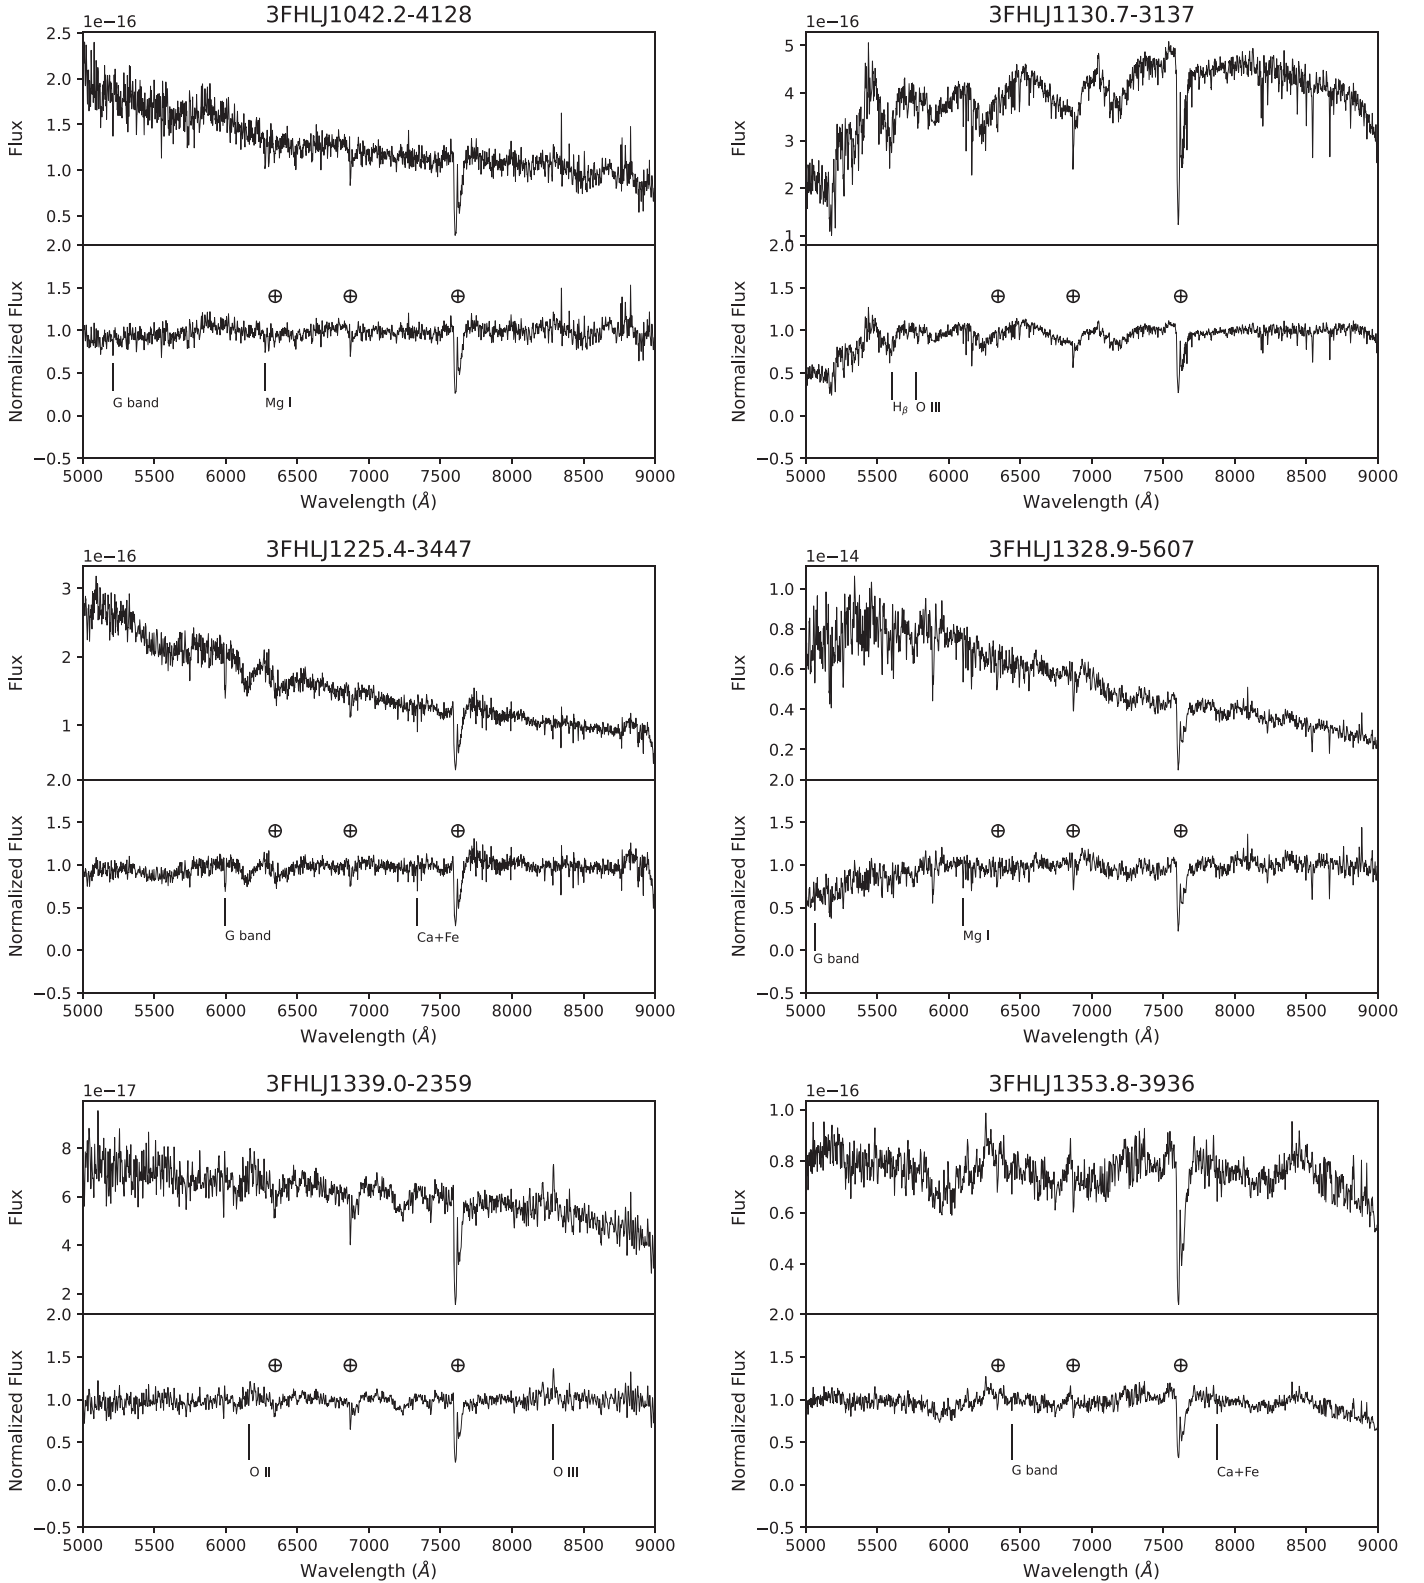 3FHLJ1042.2-4128
1e−16
Flux
2.5
2.0
1.5
1.0
0.5
Normalized Flux
2.0
1.5
1.0
0.5
0.0
−0.5
⊕ ⊕ ⊕
G band
Mg I
5000 5500 6000 6500 7000 7500 8000 8500 9000
Wavelength (Å)
3FHLJ1130.7-3137
1e−16
Flux
5
4
3
2
1
Normalized Flux
2.0
1.5
1.0
0.5
0.0
−0.5
⊕ ⊕ ⊕
Hβ
O III
5000 5500 6000 6500 7000 7500 8000 8500 9000
Wavelength (Å)
3FHLJ1225.4-3447
1e−16
Flux
3
2
1
Normalized Flux
2.0
1.5
1.0
0.5
0.0
−0.5
⊕ ⊕ ⊕
G band
Ca+Fe
5000 5500 6000 6500 7000 7500 8000 8500 9000
Wavelength (Å)
3FHLJ1328.9-5607
1e−14
Flux
1.0
0.8
0.6
0.4
0.2
Normalized Flux
2.0
1.5
1.0
0.5
0.0
−0.5
⊕ ⊕ ⊕
G band
Mg I
5000 5500 6000 6500 7000 7500 8000 8500 9000
Wavelength (Å)
3FHLJ1339.0-2359
1e−17
Flux
8
6
4
2
Normalized Flux
2.0
1.5
1.0
0.5
0.0
−0.5
⊕ ⊕ ⊕
O II
O III
5000 5500 6000 6500 7000 7500 8000 8500 9000
Wavelength (Å)
3FHLJ1353.8-3936
1e−16
Flux
1.0
0.8
0.6
0.4
Normalized Flux
2.0
1.5
1.0
0.5
0.0
−0.5
⊕ ⊕ ⊕
G band
Ca+Fe
5000 5500 6000 6500 7000 7500 8000 8500 9000
Wavelength (Å)